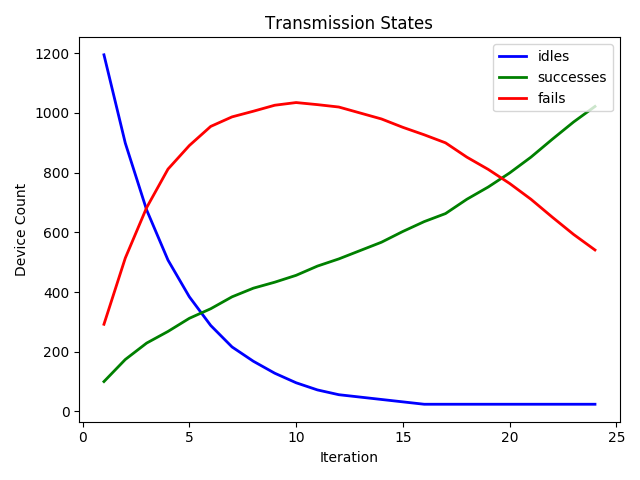 Transmission States
idles
successes
fails
Device Count
1200
1000
800
600
400
200
0
0 5 10 15 20 25
Iteration